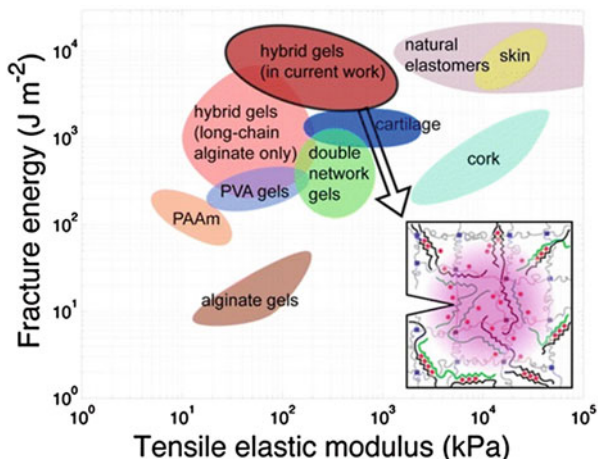 Fracture energy (J m⁻²)
10⁴
10³
10²
10¹
10⁰
hybrid gels
(in current work)
natural
elastomers
skin
hybrid gels
(long-chain
alginate only)
cartilage
double
network
gels
cork
PVA gels
PAAm
alginate gels
10⁰
10¹
10²
10³
10⁴
10⁵
Tensile elastic modulus (kPa)